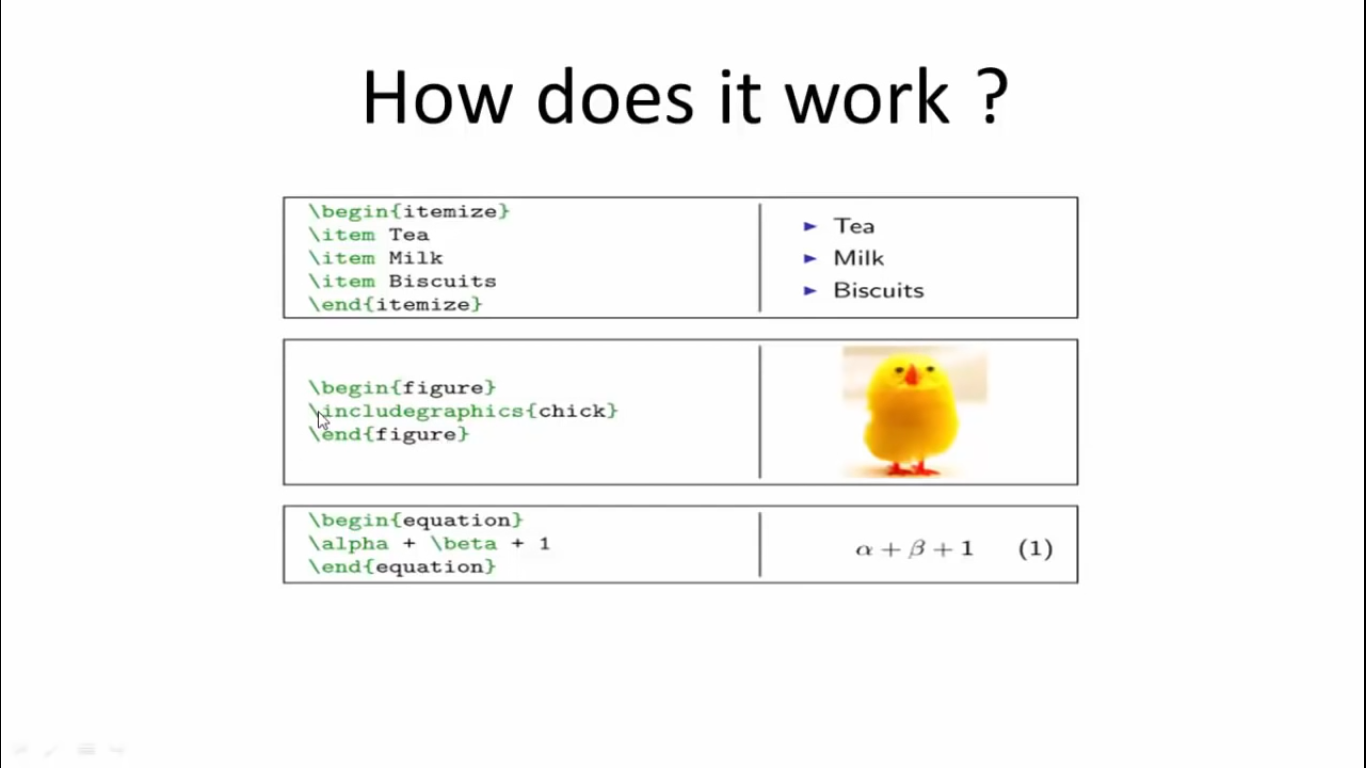 How does it work ?
\begin{itemize}
\item Tea
\item Milk
\item Biscuits
\end{itemize}
► Tea
► Milk
► Biscuits
\begin{figure}
\includegraphics{chick}
\end{figure}
\begin{equation}
\alpha + \beta + 1
\end{equation}
α + β + 1 (1)